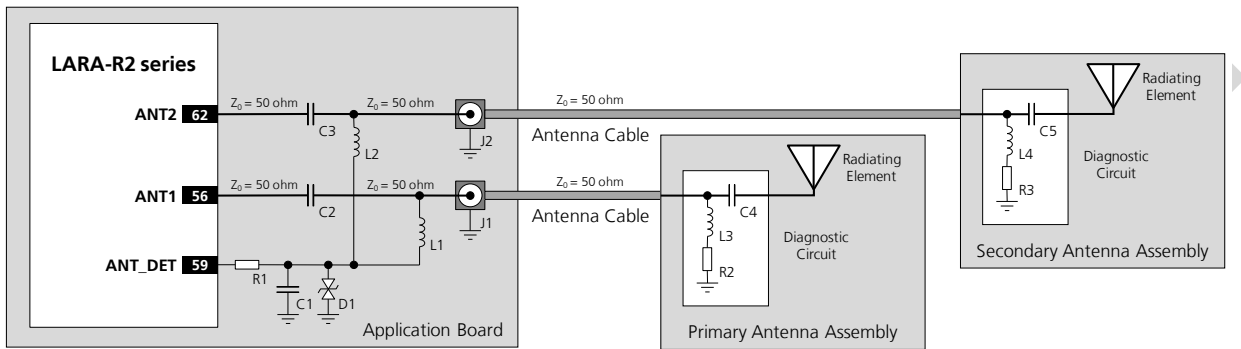 LARA-R2 series
ANT2 62
Z0 = 50 ohm
Z0 = 50 ohm
C3
L2
J2
Z0 = 50 ohm
Antenna Cable
ANT1 56
Z0 = 50 ohm
Z0 = 50 ohm
C2
L1
J1
Z0 = 50 ohm
Antenna Cable
ANT_DET 59
R1
C1
D1
Application Board
Radiating
Element
C4
L3
R2
Diagnostic
Circuit
Primary Antenna Assembly
Radiating
Element
C5
L4
R3
Diagnostic
Circuit
Secondary Antenna Assembly